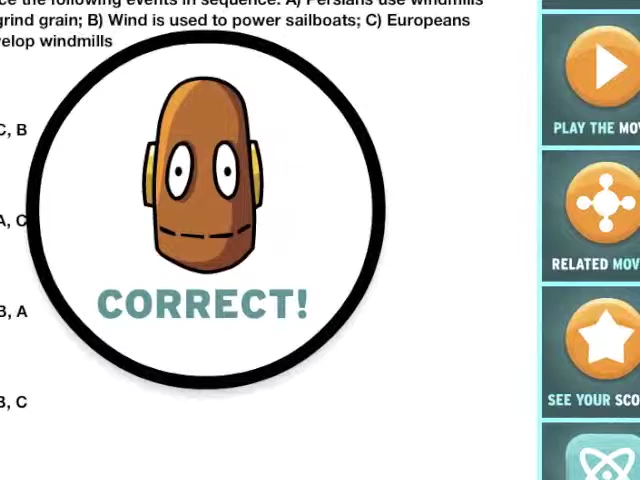 ce the following events in sequence: A) Persians use windmills
grind grain; B) Wind is used to power sailboats; C) Europeans
velop windmills
C, B
A, C
B, A
B, C
CORRECT!
PLAY THE MOV
RELATED MOV
SEE YOUR SCO